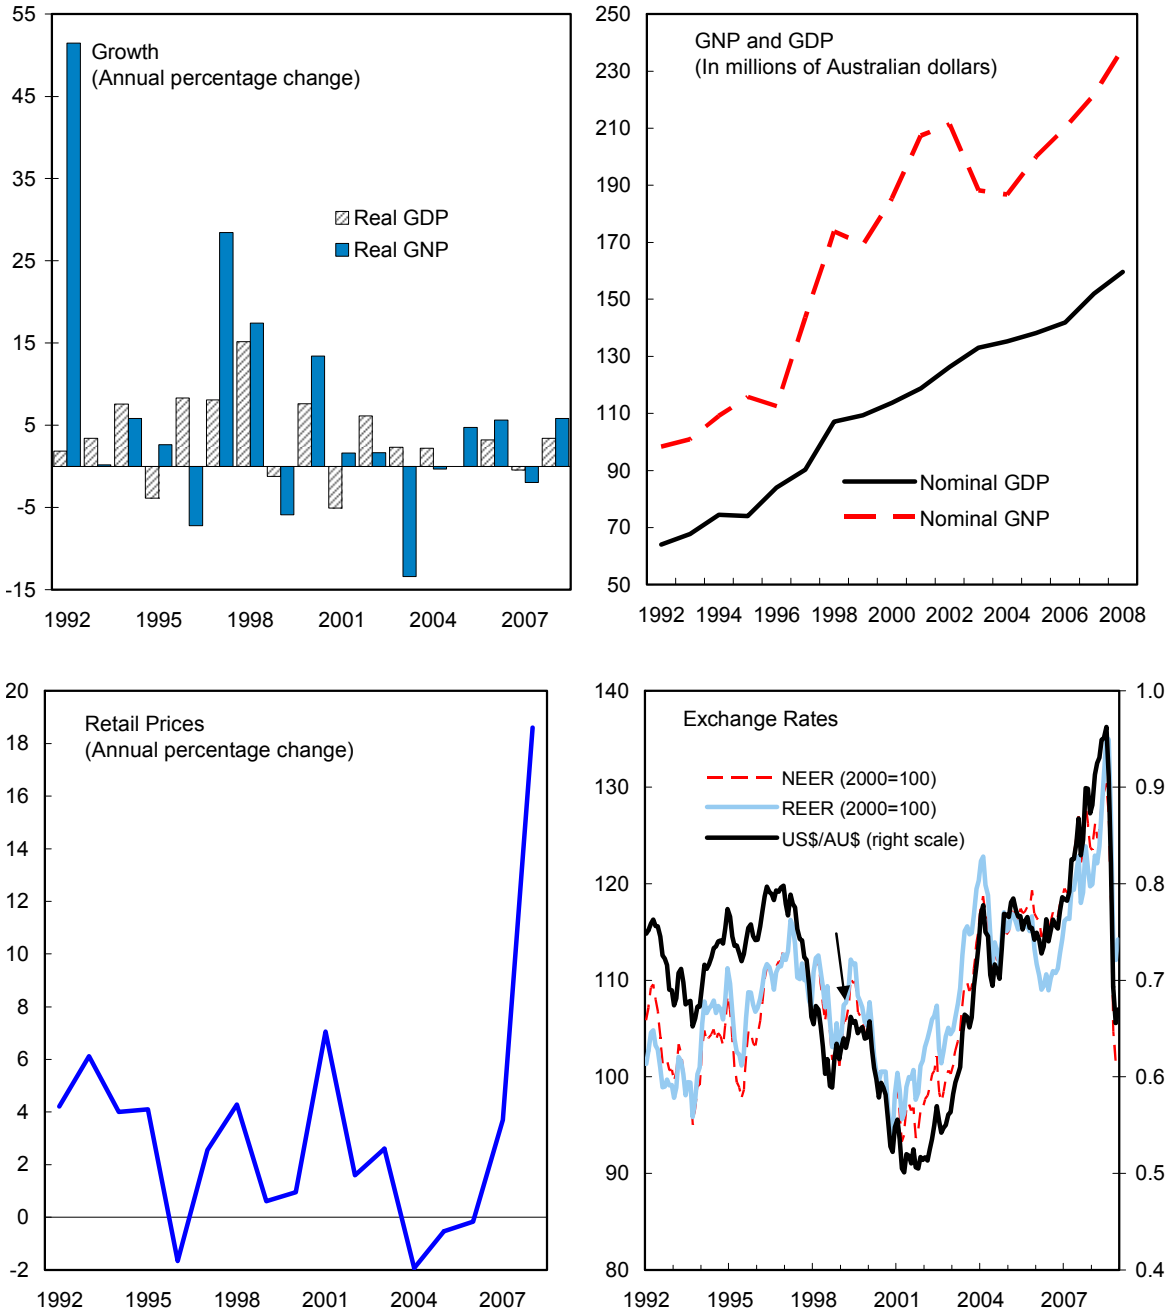 55
45
35
25
15
5
-5
-15
Growth
(Annual percentage change)
Real GDP
Real GNP
1992 1995 1998 2001 2004 2007
250
230
210
190
170
150
130
110
90
70
50
GNP and GDP
(In millions of Australian dollars)
Nominal GDP
Nominal GNP
1992 1994 1996 1998 2000 2002 2004 2006 2008
20
18
16
14
12
10
8
6
4
2
0
-2
Retail Prices
(Annual percentage change)
1992 1995 1998 2001 2004 2007
140
130
120
110
100
90
80
Exchange Rates
NEER (2000=100)
REER (2000=100)
US$/AU$ (right scale)
1.0
0.9
0.8
0.7
0.6
0.5
0.4
1992 1995 1998 2001 2004 2007